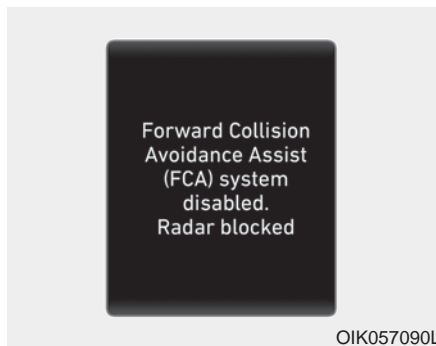 Forward Collision
Avoidance Assist
(FCA) system
disabled.
Radar blocked
OIK057090L